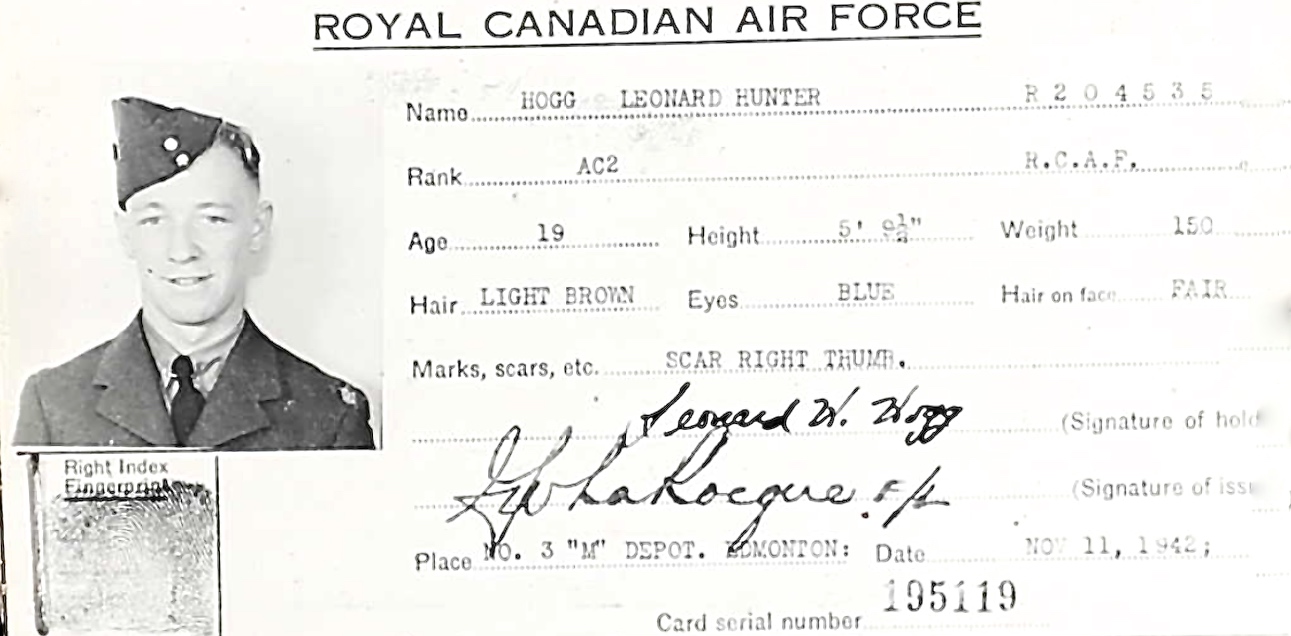 ROYAL CANADIAN AIR FORCE
Name HOGG LEONARD HUNTER R 2 0 4 5 3 5
Rank AC2 R.C.A.F.
Age 19 Height 5' 9½" Weight 150
Hair LIGHT BROWN Eyes BLUE Hair on face FAIR
Marks, scars, etc. SCAR RIGHT THUMB.
Leonard H. Hogg (Signature of hold
LaRocque F/L (Signature of iss
Right Index
Fingerprint
Place NO. 3 "M" DEPOT. EDMONTON: Date NOV 11, 1942;
Card serial number 195119